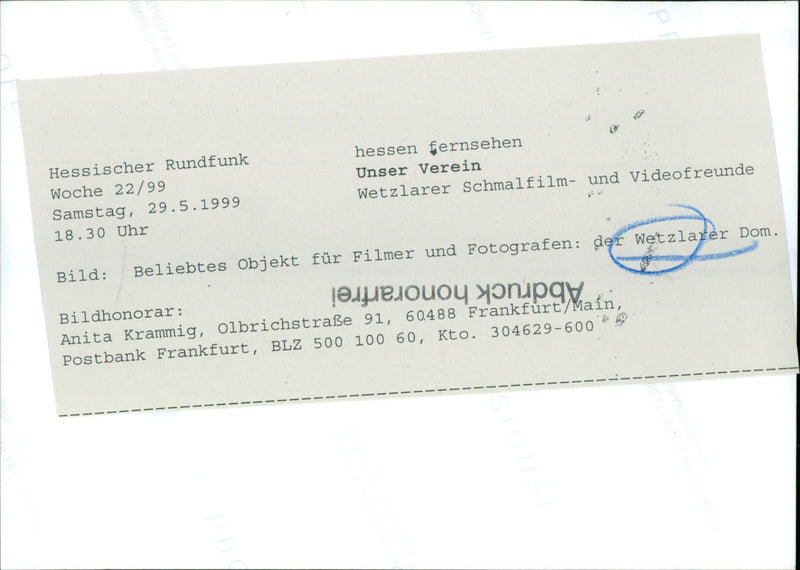 Hessischer Rundfunk
Woche 22/99
Samstag, 29.5.1999
18.30 Uhr
hessen fernsehen
Unser Verein
Wetzlarer Schmalfilm- und Videofreunde
Bild: Beliebtes Objekt für Filmer und Fotografen: der Wetzlarer Dom.
Abdruck honorarfrei
Bildhonorar:
Anita Krammig, Olbrichstraße 91, 60488 Frankfurt/Main,
Postbank Frankfurt, BLZ 500 100 60, Kto. 304629-600